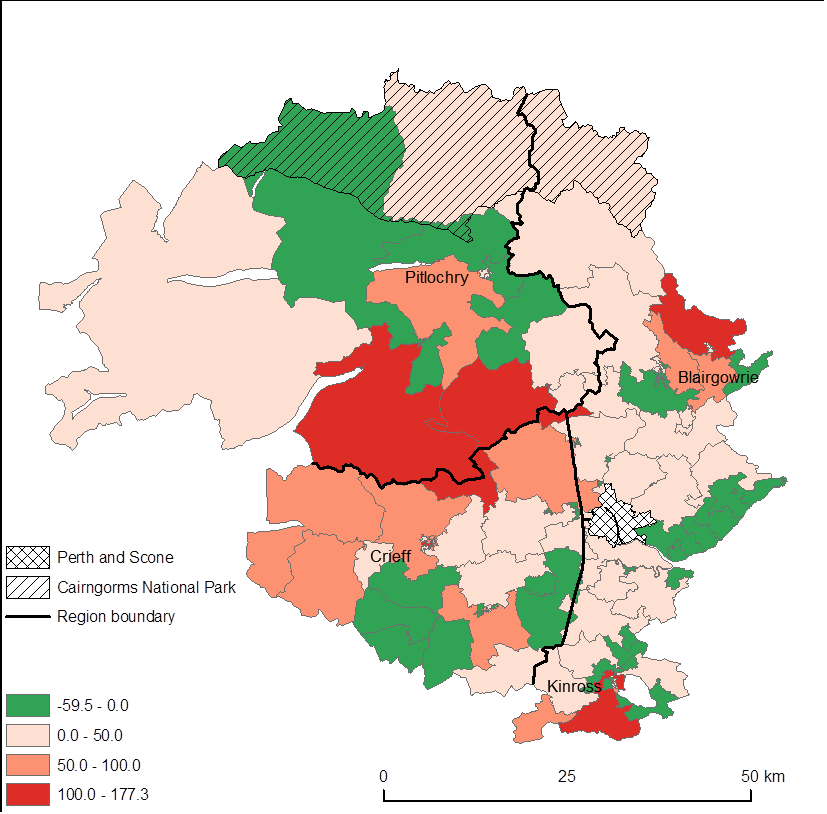 Pitlochry
Blairgowrie
Crieff
Kinross
Perth and Scone
Cairngorms National Park
Region boundary
-59.5 - 0.0
0.0 - 50.0
50.0 - 100.0
100.0 - 177.3
0 25 50 km